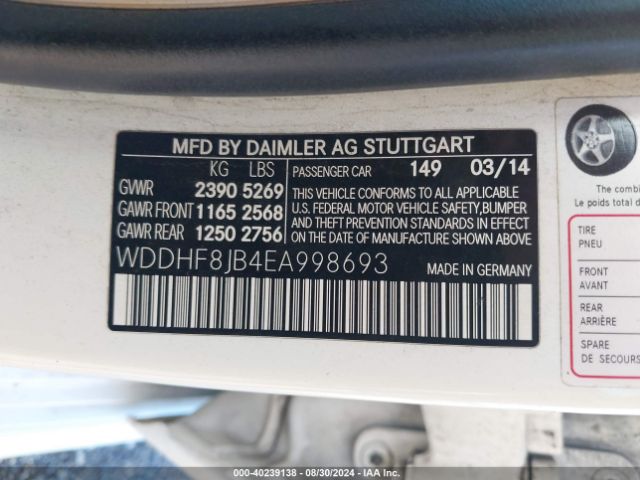 MFD BY DAIMLER AG STUTTGART
KG LBS PASSENGER CAR 149 03/14
GVWR 2390 5269
GAWR FRONT 1165 2568
GAWR REAR 1250 2756
THIS VEHICLE CONFORMS TO ALL APPLICABLE
U.S. FEDERAL MOTOR VEHICLE SAFETY, BUMPER
AND THEFT PREVENTION STANDARDS IN EFFECT
ON THE DATE OF MANUFACTURE SHOWN ABOVE.
WDDHF8JB4EA998693 MADE IN GERMANY
The combi
Le poids total d
TIRE
PNEU
FRONT
AVANT
REAR
ARRIÈRE
SPARE
DE SECOURS
000-40239138 - 08/30/2024 - IAA Inc.